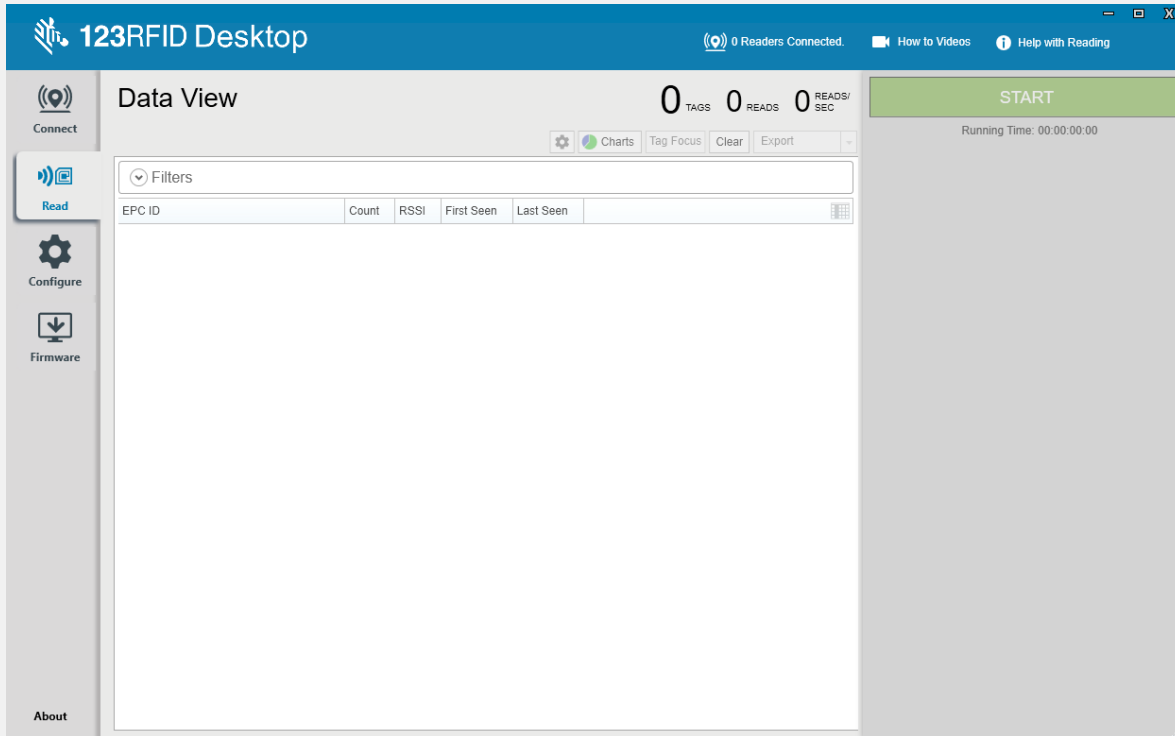 123RFID Desktop
0 Readers Connected. How to Videos Help with Reading
Connect
Read
Configure
Firmware
About
Data View
0 TAGS 0 READS 0 READS/SEC
Charts Tag Focus Clear Export
Filters
EPC ID Count RSSI First Seen Last Seen
START
Running Time: 00:00:00:00